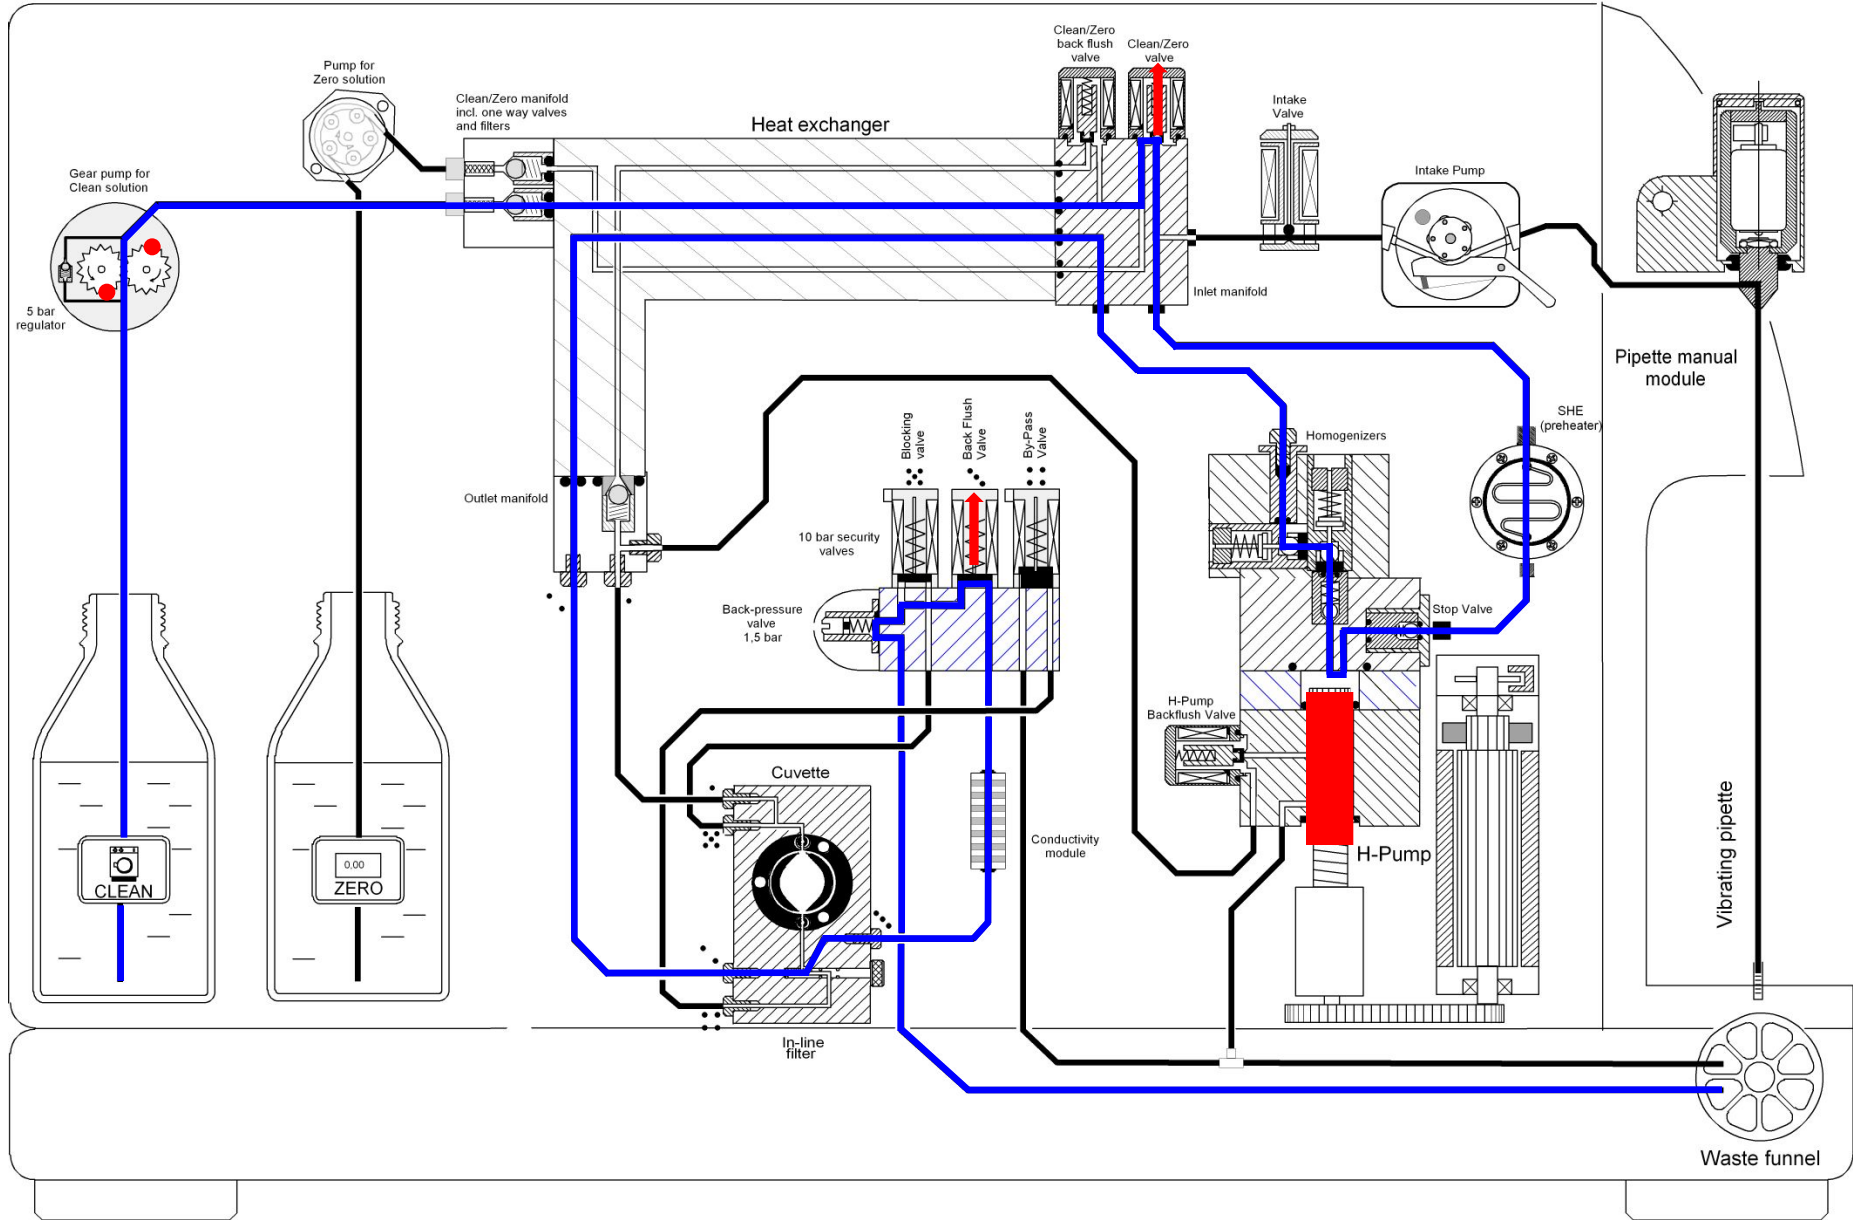 Clean/Zero
back flush
valve
Clean/Zero
valve
Pump for
Zero solution
Clean/Zero manifold
incl. one way valves
and filters
Heat exchanger
Intake
Valve
Gear pump for
Clean solution
Intake Pump
5 bar
regulator
Inlet manifold
Pipette manual
module
SHE
(preheater)
Blocking
valve
Back Flush
Valve
By-Pass
Valve
Homogenizers
Outlet manifold
10 bar security
valves
Back-pressure
valve
1,5 bar
Stop Valve
H-Pump
Backflush Valve
Cuvette
Conductivity
module
H-Pump
0,00
CLEAN
ZERO
Vibrating pipette
In-line
filter
Waste funnel